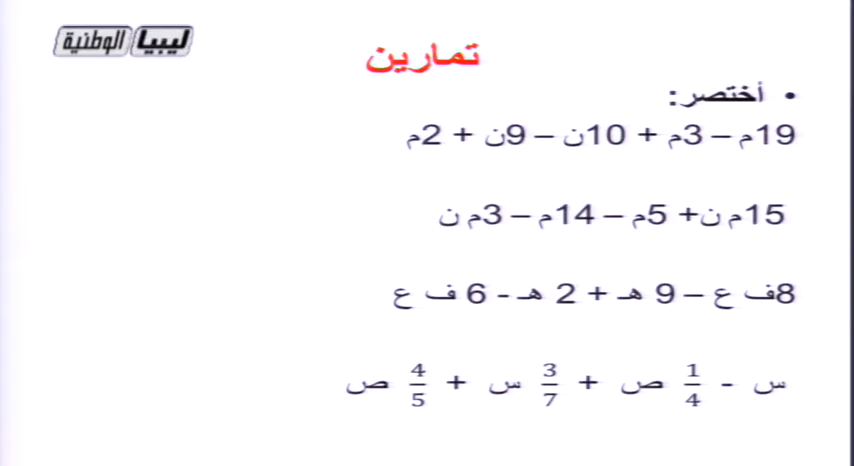 ليبيا الوطنية
تمارين
• أختصر:
19م – 3م + 10ن – 9ن + 2م
15م ن+ 5م – 14م – 3م ن
8ف ع – 9 هـ + 2 هـ - 6 ف ع
س - 1/4 ص + 3/7 س + 4/5 ص